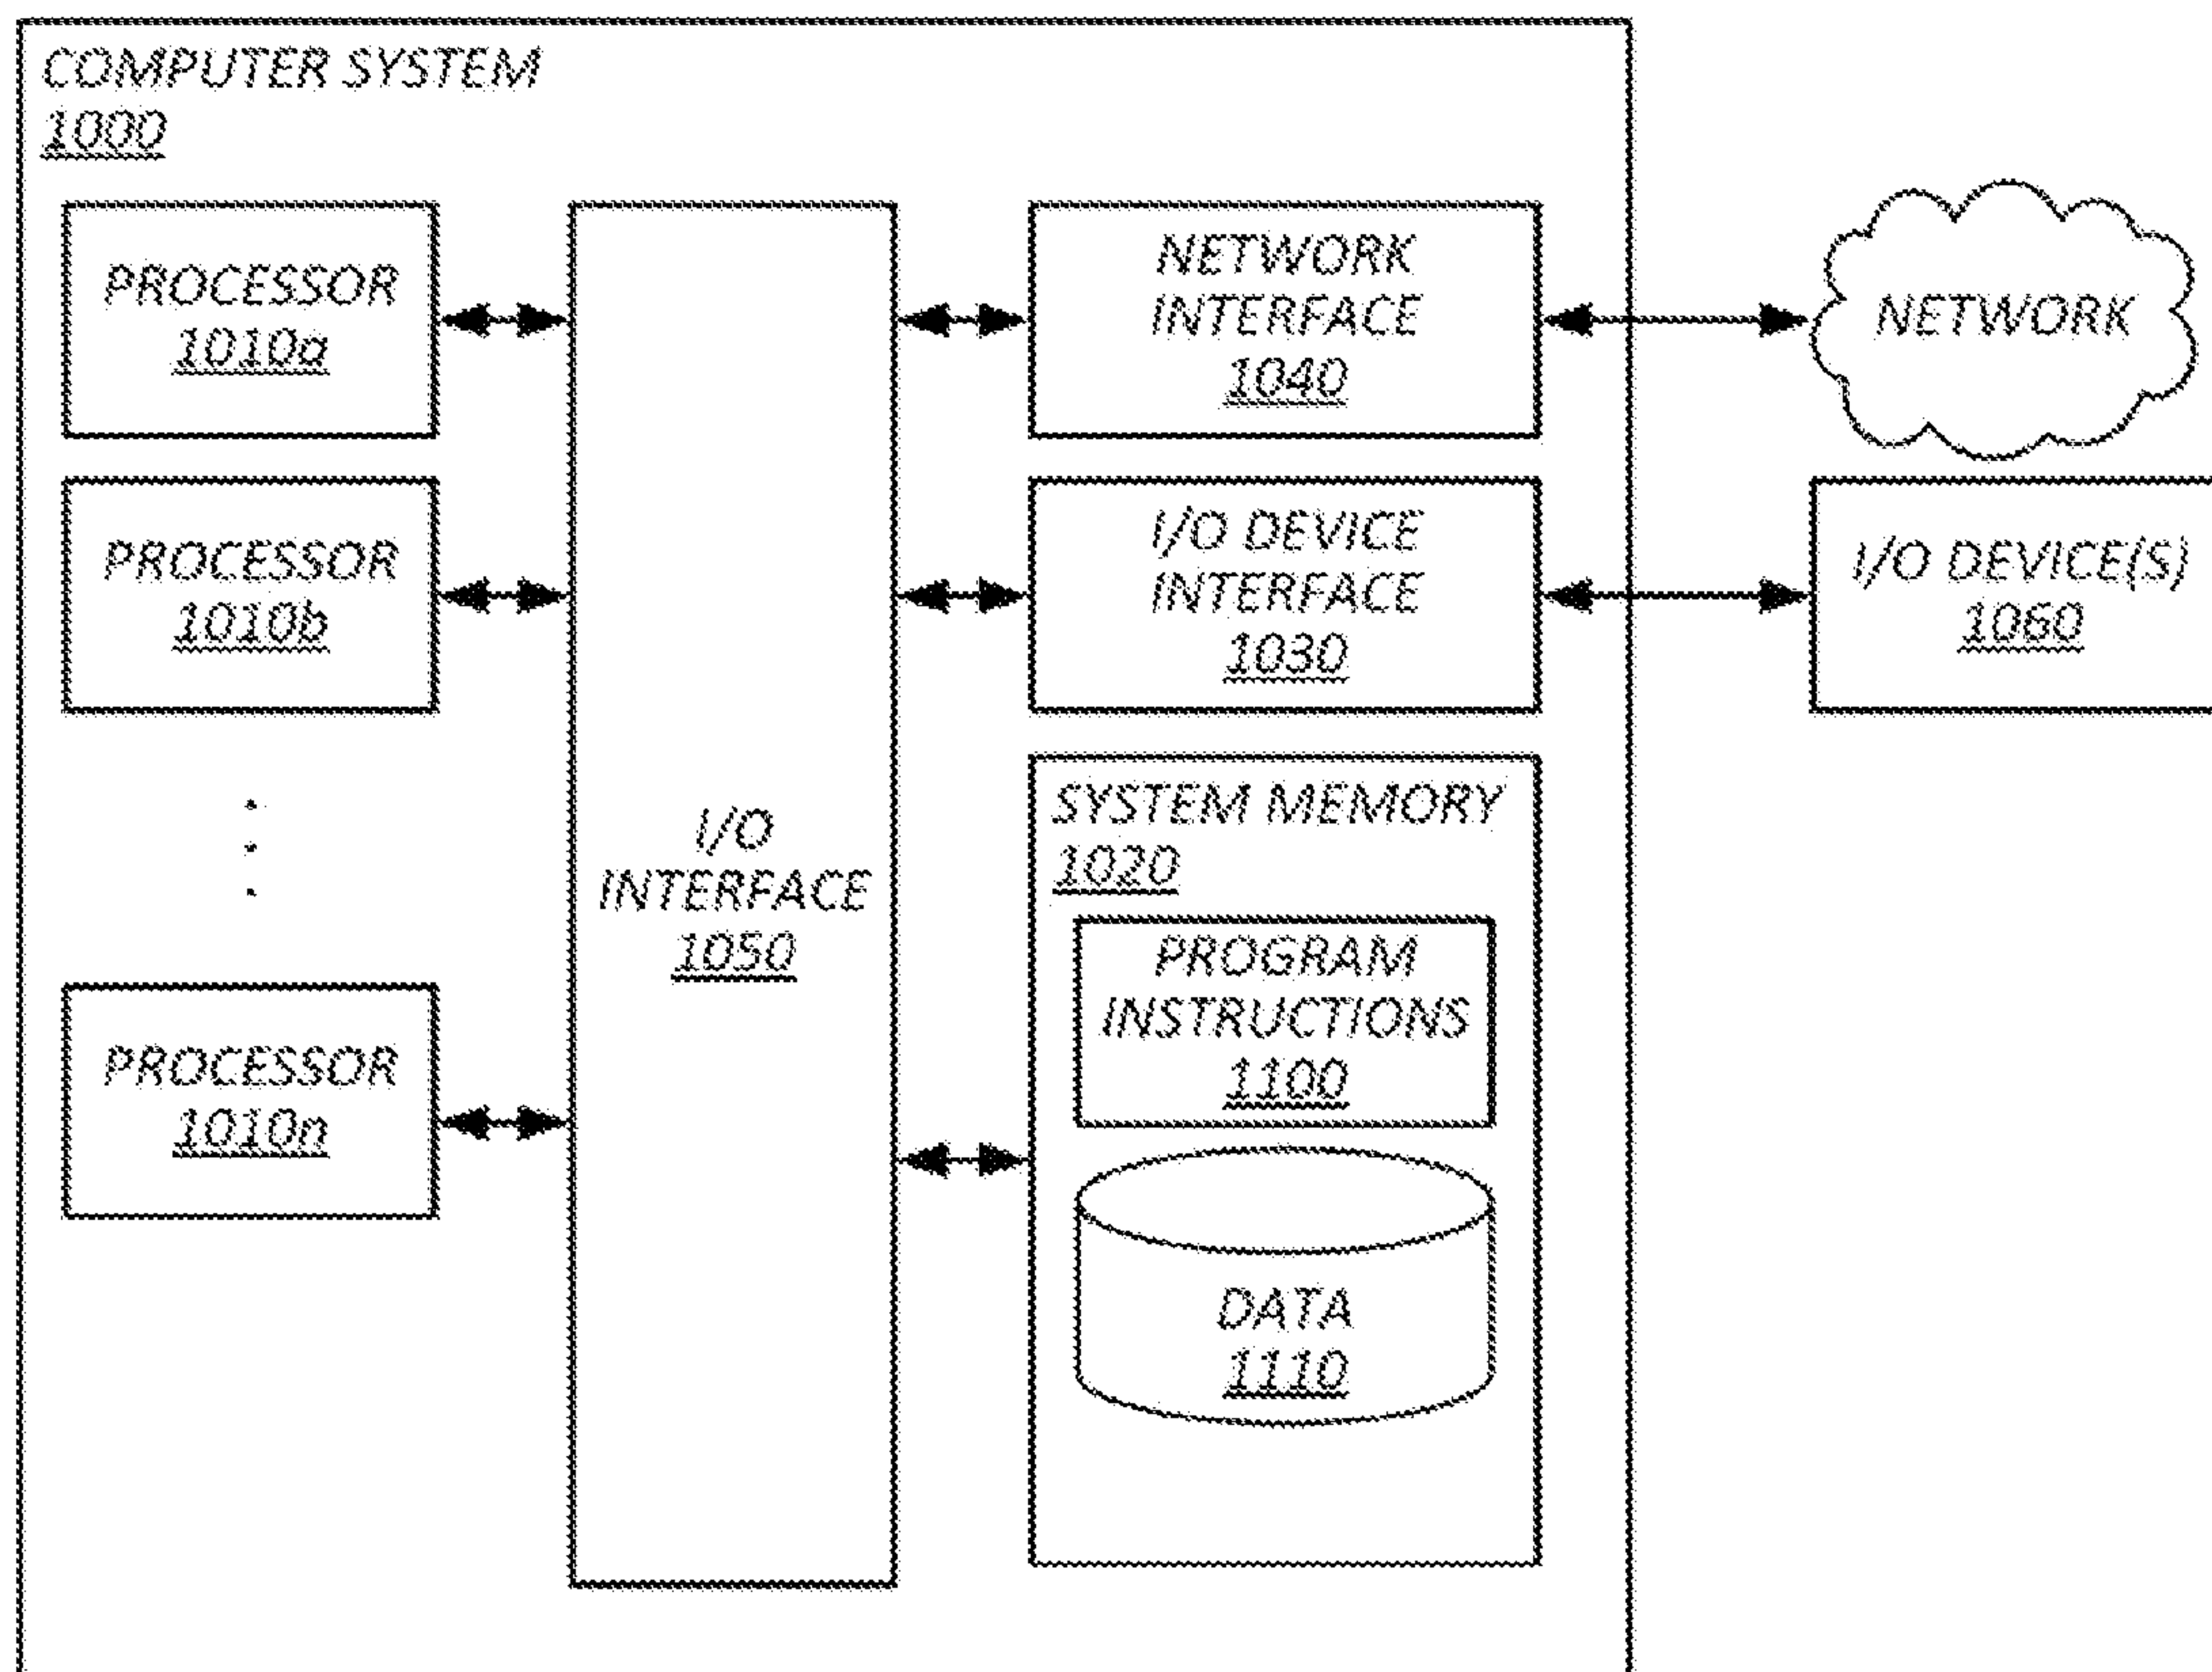 COMPUTER SYSTEM
1000
PROCESSOR
1010a
PROCESSOR
1010b
PROCESSOR
1010n
I/O
INTERFACE
1050
NETWORK
INTERFACE
1040
I/O DEVICE
INTERFACE
1030
SYSTEM MEMORY
1020
PROGRAM
INSTRUCTIONS
1100
DATA
1110
NETWORK
I/O DEVICE(S)
1060